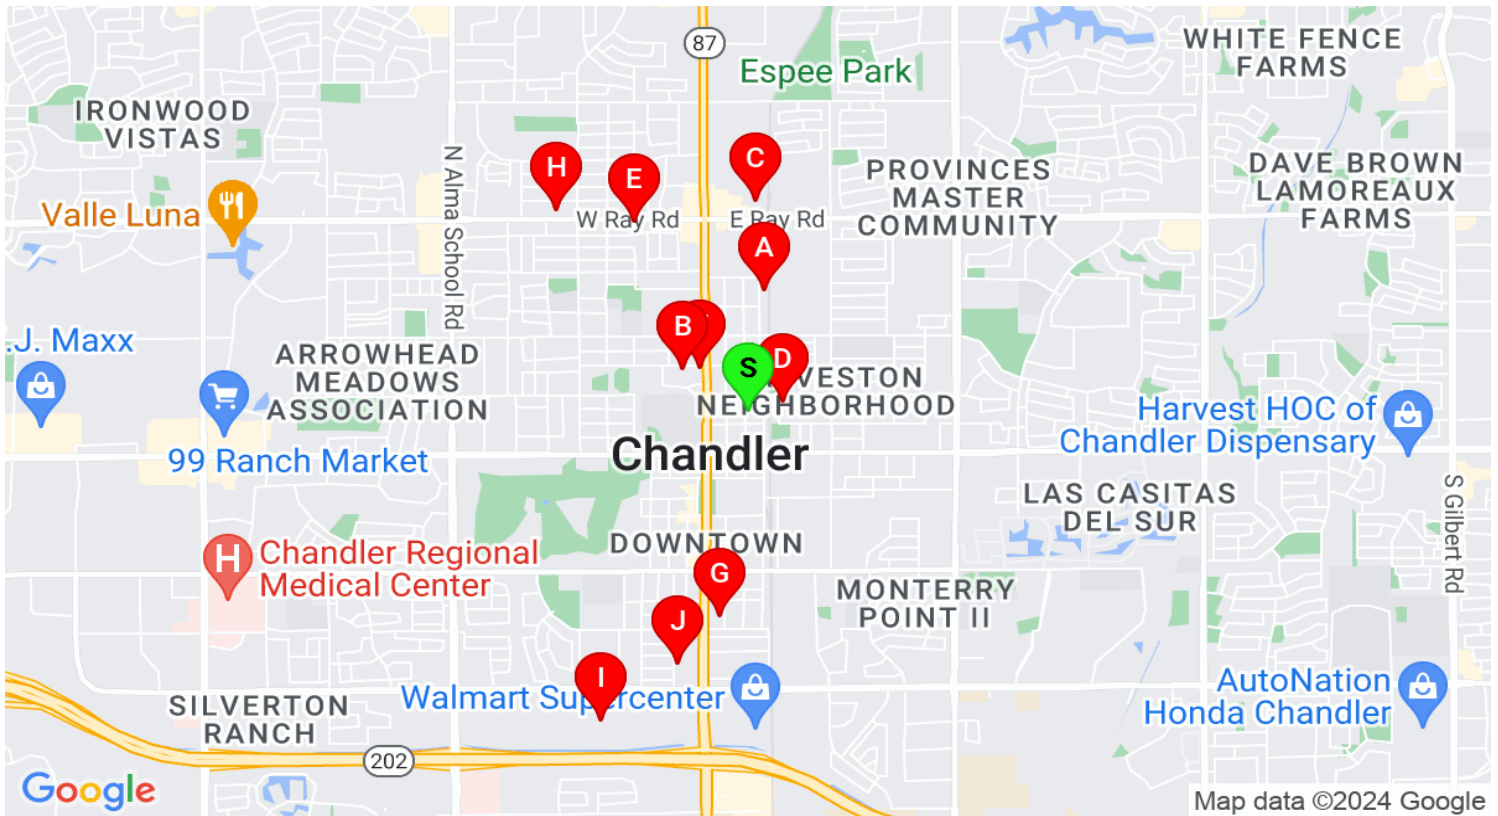 87
Espee Park
WHITE FENCE
FARMS
IRONWOOD
VISTAS
N Alma School Rd
H
E
C
PROVINCES
MASTER
COMMUNITY
DAVE BROWN
LAMOREAUX
FARMS
Valle Luna
W Ray Rd
E Ray Rd
A
B
.J. Maxx
ARROWHEAD
MEADOWS
ASSOCIATION
S
D
VESTON
NEIGHBORHOOD
Harvest HOC of
Chandler Dispensary
99 Ranch Market
Chandler
LAS CASITAS
DEL SUR
S Gilbert Rd
DOWNTOWN
H
Chandler Regional
Medical Center
G
MONTERRY
POINT II
J
I
Walmart Supercenter
AutoNation
Honda Chandler
SILVERTON
RANCH
202
Google
Map data ©2024 Google